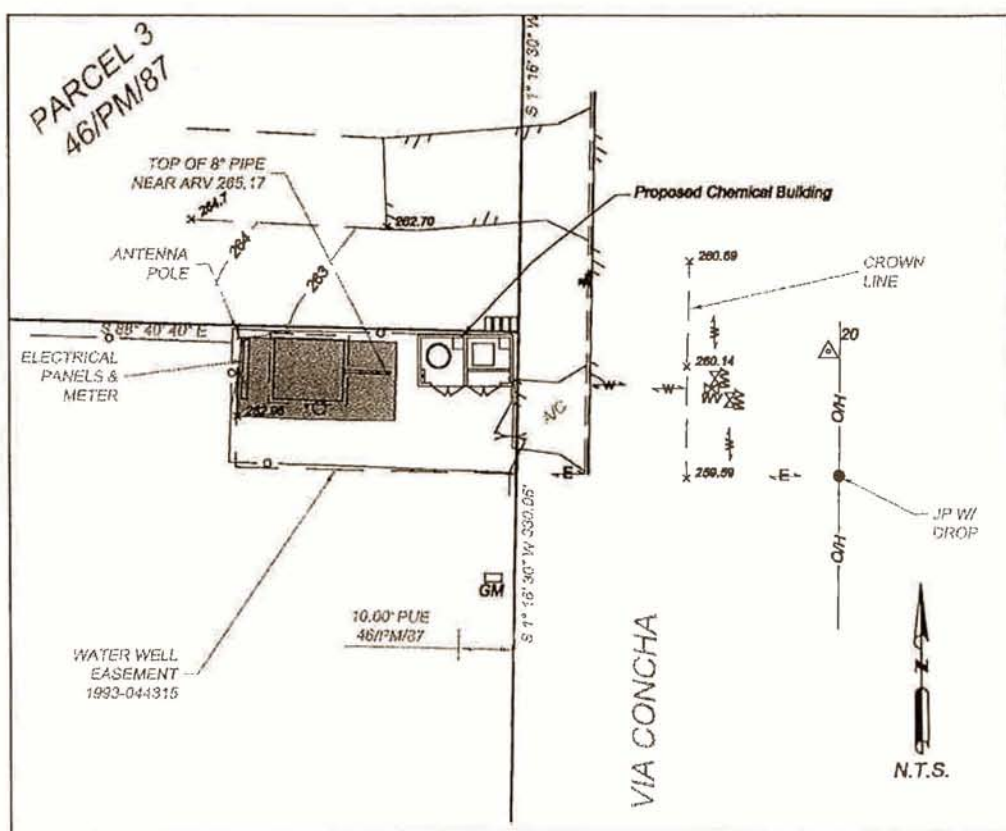 PARCEL 3
46/PM/87
S 1° 16' 30" W
TOP OF 8" PIPE
NEAR ARV 265.17
Proposed Chemical Building
264.7
262.70
264
263
ANTENNA
POLE
260.69
CROWN
LINE
S 88° 40' 40" E
ELECTRICAL
PANELS &
METER
20
260.14
W
W
W
W
A/C
O/H
E
259.59
E
JP W/
DROP
O/H
S 1° 16' 30" W 330.05'
GM
10.00' PUE
46/PM/87
WATER WELL
EASEMENT
1993-044315
VIA CONCHA
N
N.T.S.